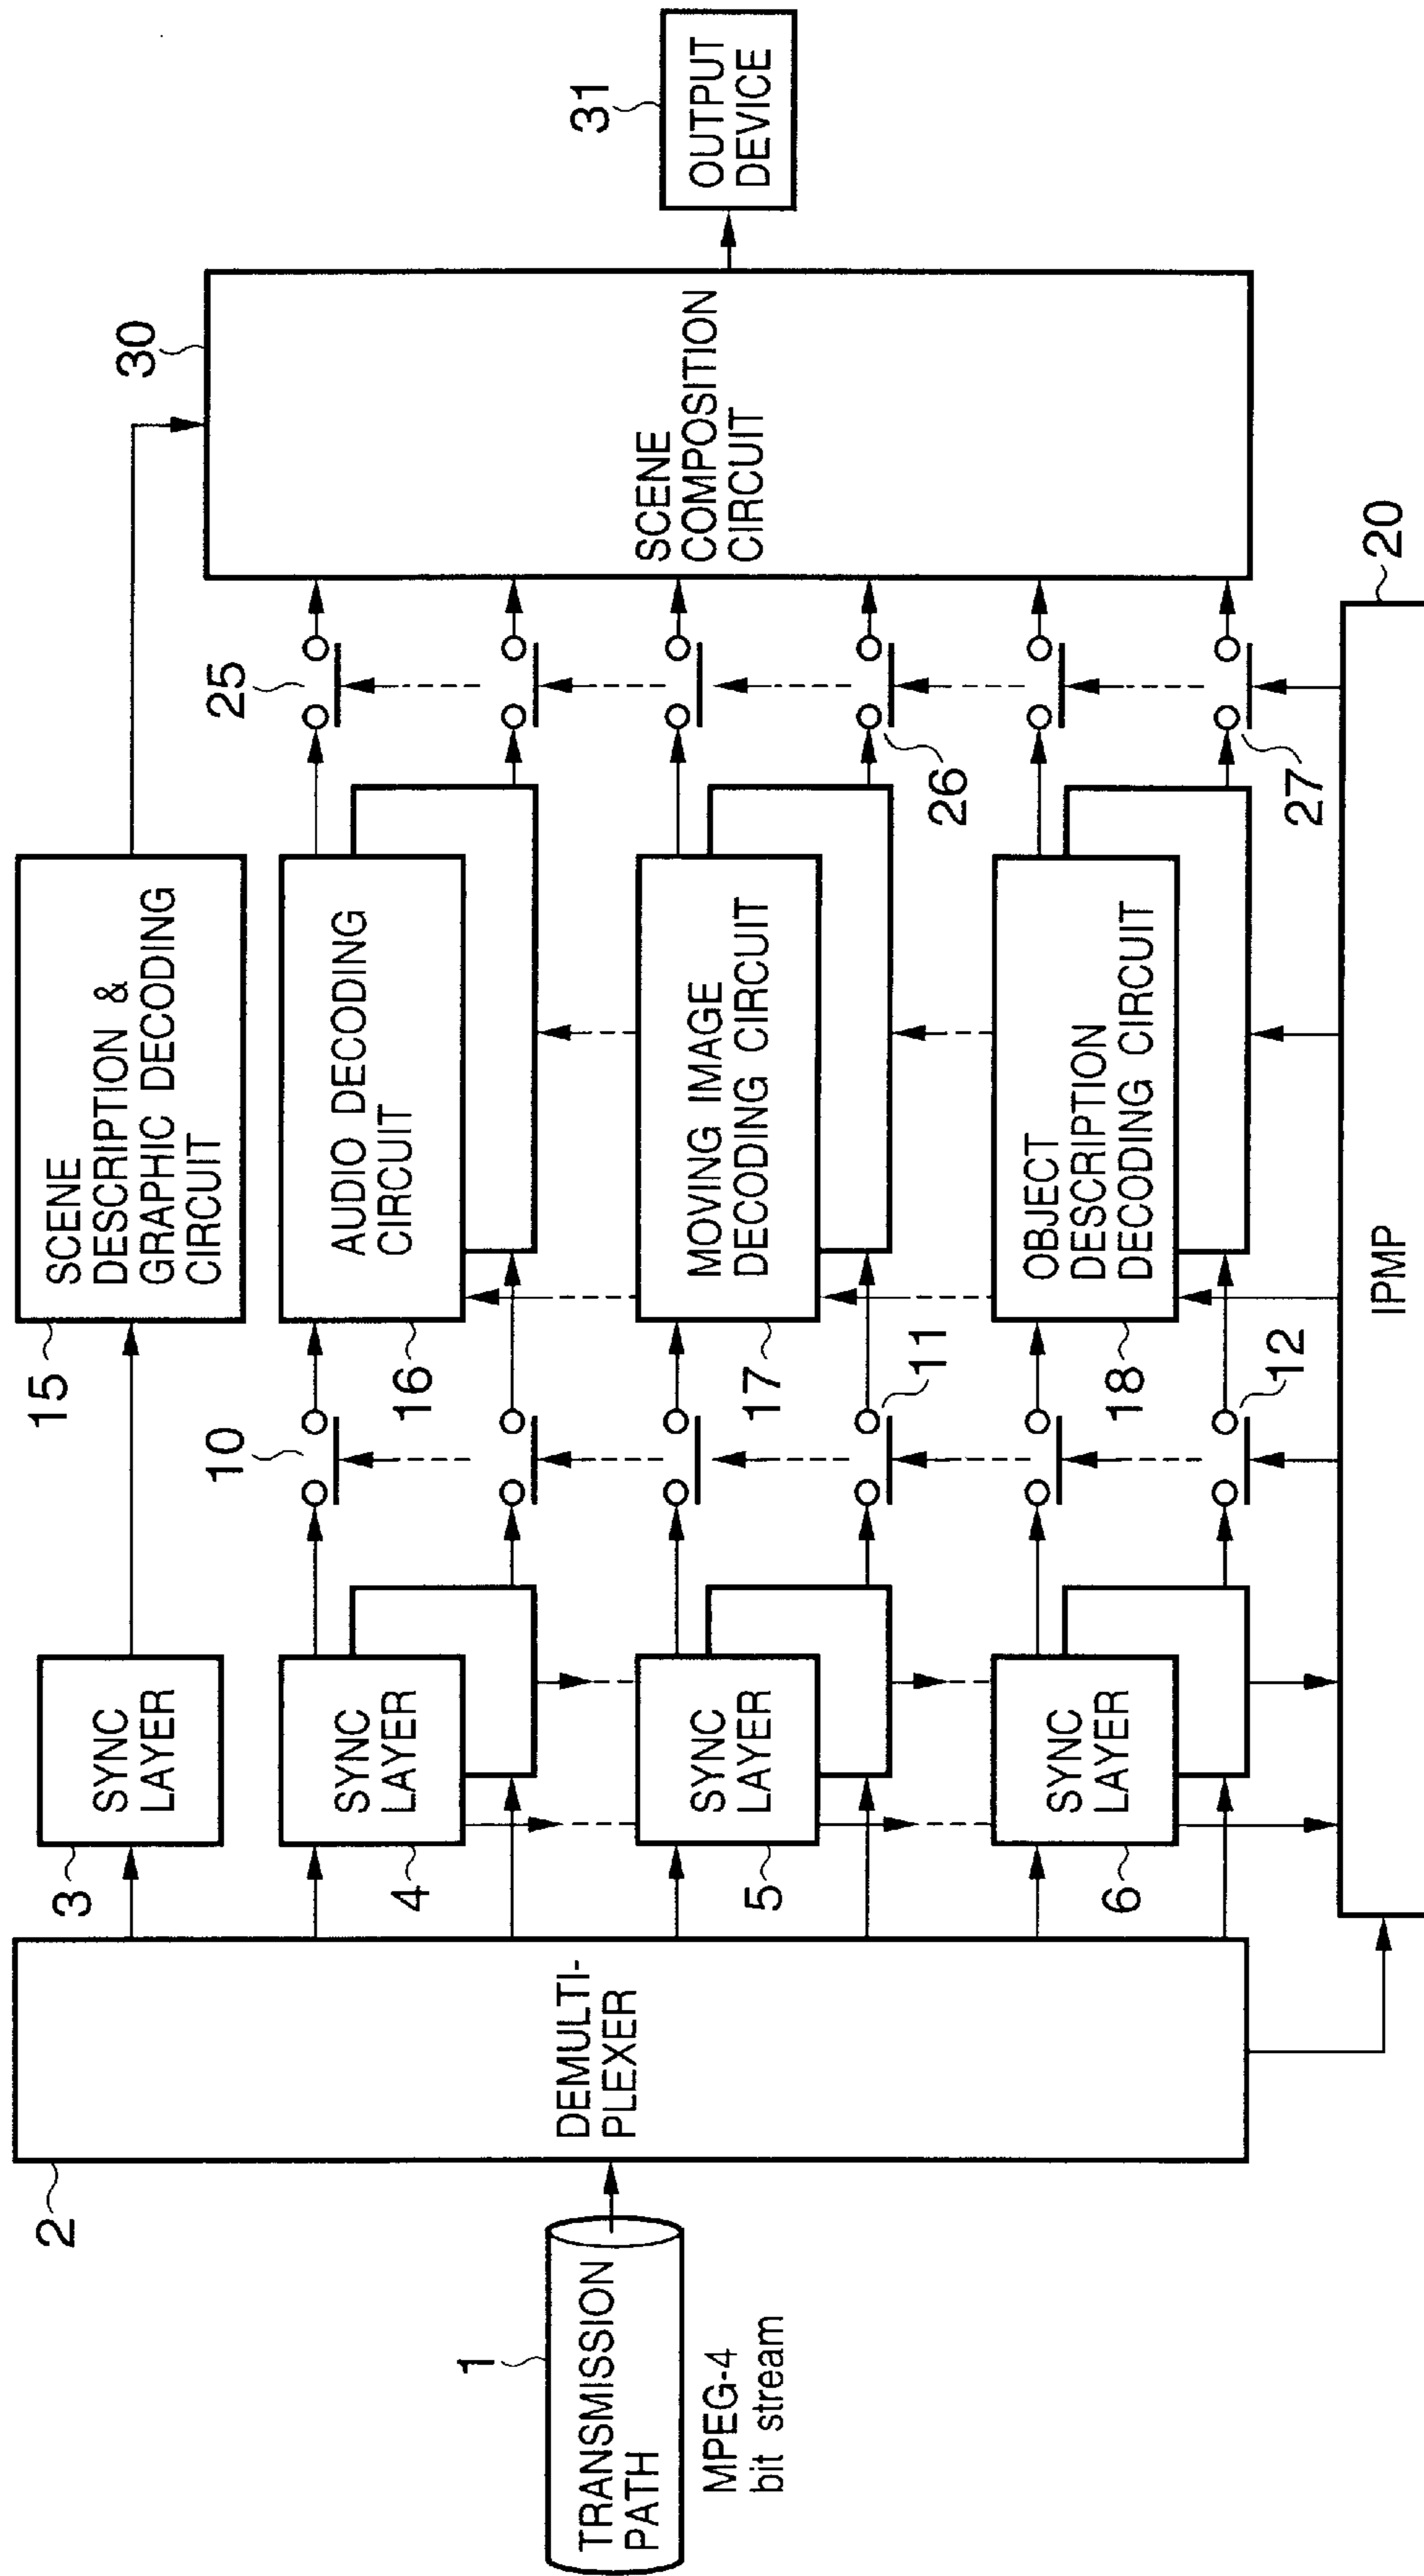 1
TRANSMISSION
PATH
MPEG-4
bit stream
2
DEMULTI-
PLEXER
3
SYNC
LAYER
4
SYNC
LAYER
5
SYNC
LAYER
6
SYNC
LAYER
10
11
12
15
SCENE
DESCRIPTION &
GRAPHIC DECODING
CIRCUIT
16
AUDIO DECODING
CIRCUIT
17
MOVING IMAGE
DECODING CIRCUIT
18
OBJECT
DESCRIPTION
DECODING CIRCUIT
IPMP
20
25
26
27
30
SCENE
COMPOSITION
CIRCUIT
31
OUTPUT
DEVICE